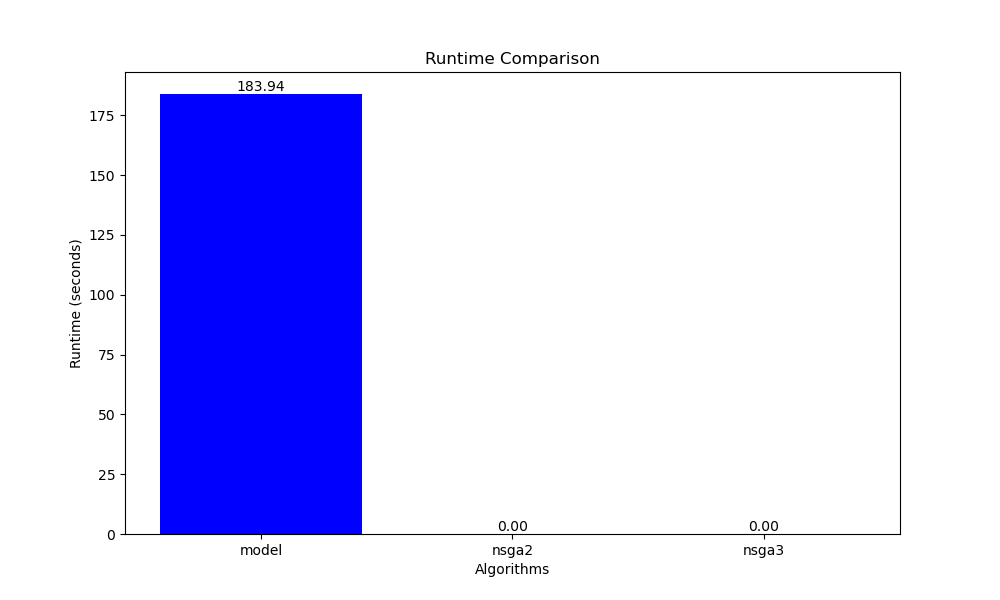 Runtime Comparison
183.94
175
150
125
100
75
50
25
0
Runtime (seconds)
0.00
0.00
model
nsga2
nsga3
Algorithms